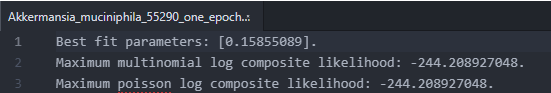 Akkermansia_muciniphila_55290_one_epoch..:
1 Best fit parameters: [0.15855089].
2 Maximum multinomial log composite likelihood: -244.208927048.
3 Maximum poisson log composite likelihood: -244.208927048.